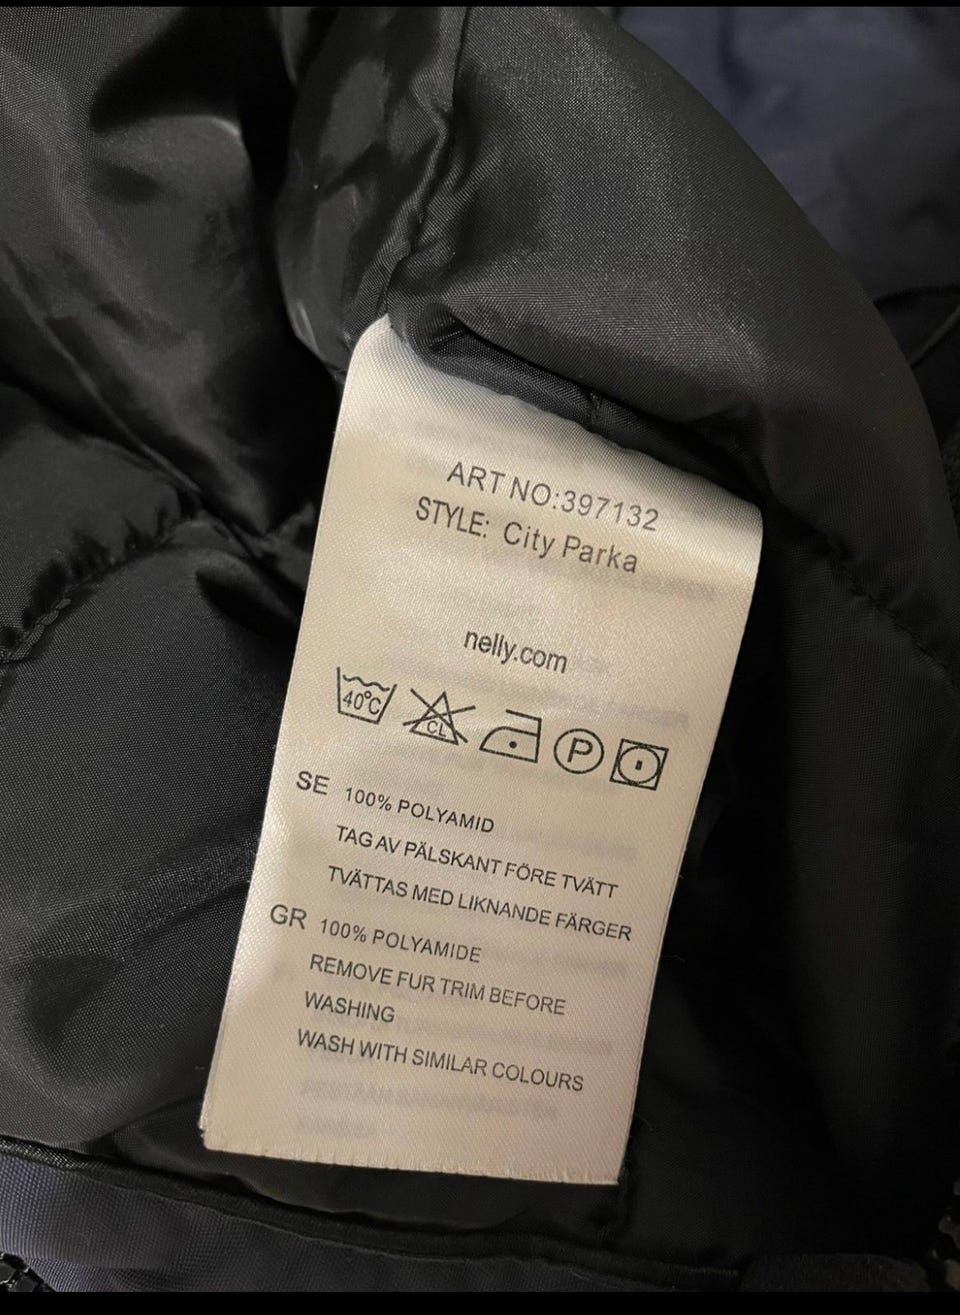 ART NO:397132
STYLE: City Parka
nelly.com
40°C CL P
SE 100% POLYAMID
TAG AV PÄLSKANT FÖRE TVÄTT
TVÄTTAS MED LIKNANDE FÄRGER
GR 100% POLYAMIDE
REMOVE FUR TRIM BEFORE
WASHING
WASH WITH SIMILAR COLOURS